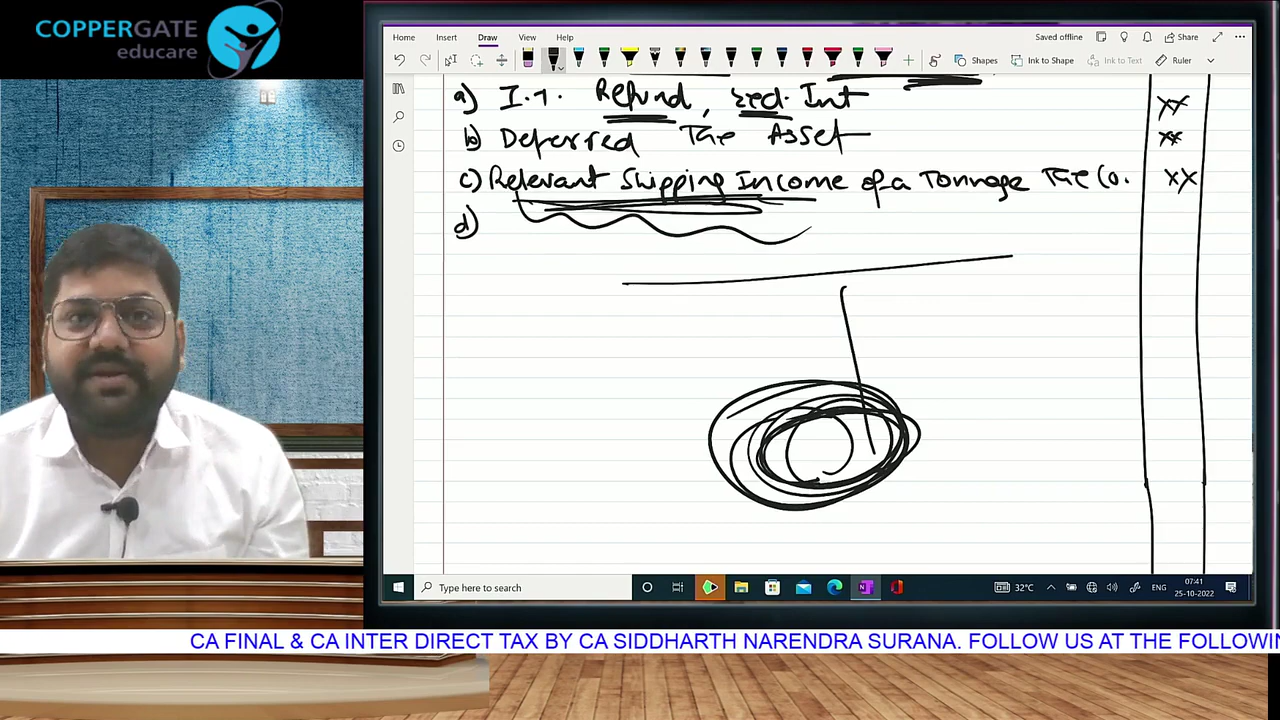 COPPERGATE
educare
Home Insert Draw View Help
Saved offline
Share
Shapes
Ink to Shape
Ink to Text
Ruler
a) I.T. Refund, red. Int XX
b) Deferred Tax Asset XX
c) Relevant Shipping Income of a Tonnage Tax Co. XX
d)
Type here to search
32°C
ENG
07:41
25-10-2022
CA FINAL & CA INTER DIRECT TAX BY CA SIDDHARTH NARENDRA SURANA. FOLLOW US AT THE FOLLOWIN